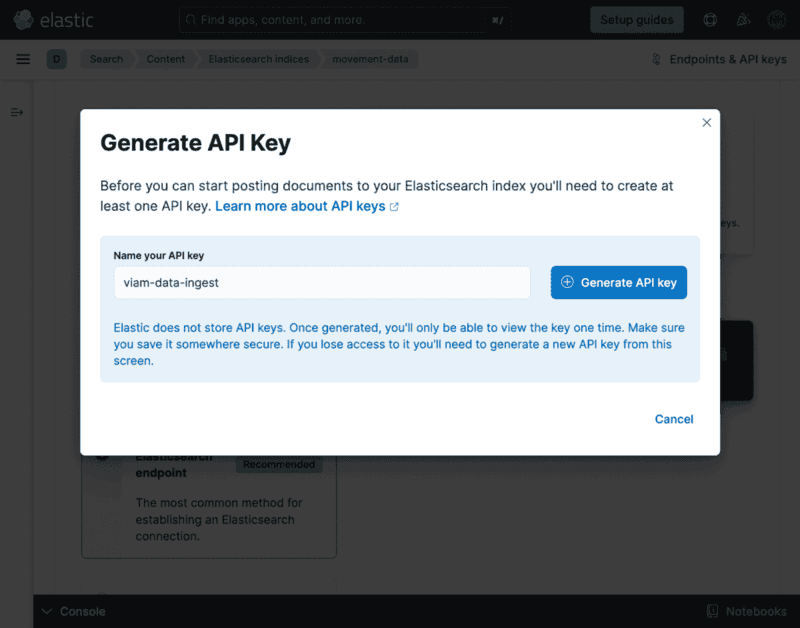 elastic
Find apps, content, and more.
⌘/
Setup guides
D
Search
Content
Elasticsearch indices
movement-data
Endpoints & API keys
Generate API Key
Before you can start posting documents to your Elasticsearch index you'll need to create at
least one API key. Learn more about API keys
Name your API key
viam-data-ingest
Generate API key
Elastic does not store API keys. Once generated, you'll only be able to view the key one time. Make sure
you save it somewhere secure. If you lose access to it you'll need to generate a new API key from this
screen.
Cancel
eys.
Elasticsearch
endpoint
Recommended
The most common method for
establishing an Elasticsearch
connection.
Console
Notebooks